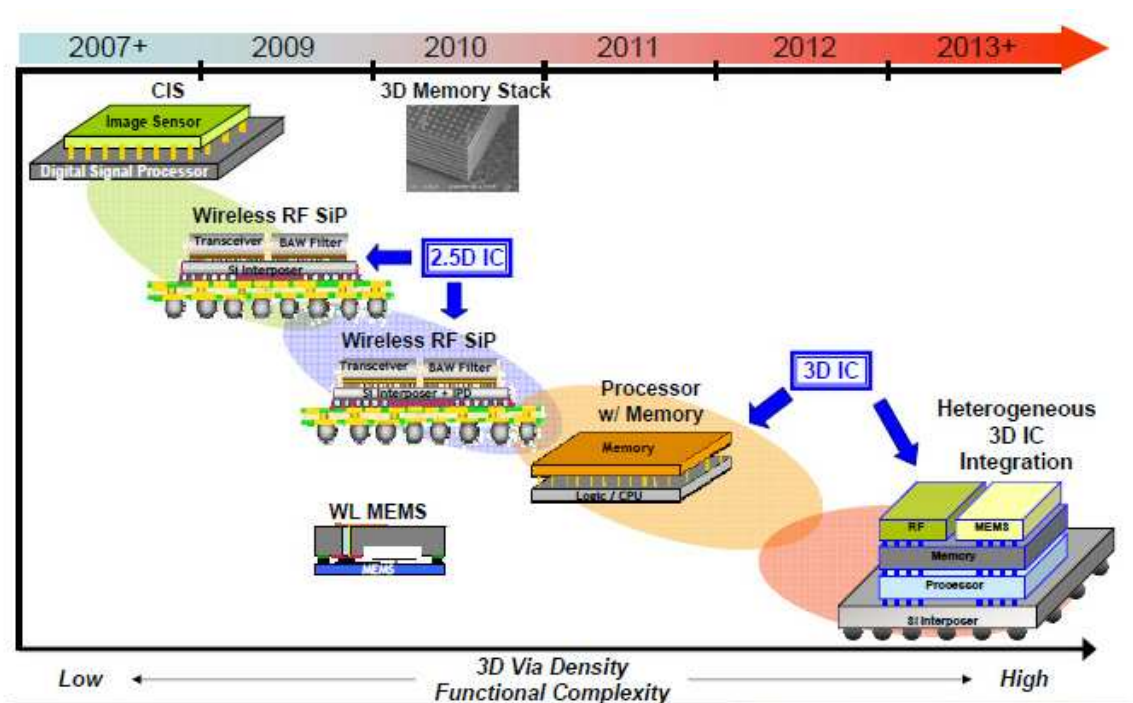 2007+ 2009 2010 2011 2012 2013+
CIS
Image Sensor
Digital Signal Processor
3D Memory Stack
Wireless RF SiP
Transceiver BAW Filter
Si Interposer
2.5D IC
Wireless RF SiP
Transceiver BAW Filter
Si Interposer + IPD
3D IC
Processor
w/ Memory
Memory
Logic / CPU
Heterogeneous
3D IC
Integration
RF MEMS
Memory
Processor
Si Interposer
WL MEMS
MEMS
3D Via Density
Low High
Functional Complexity